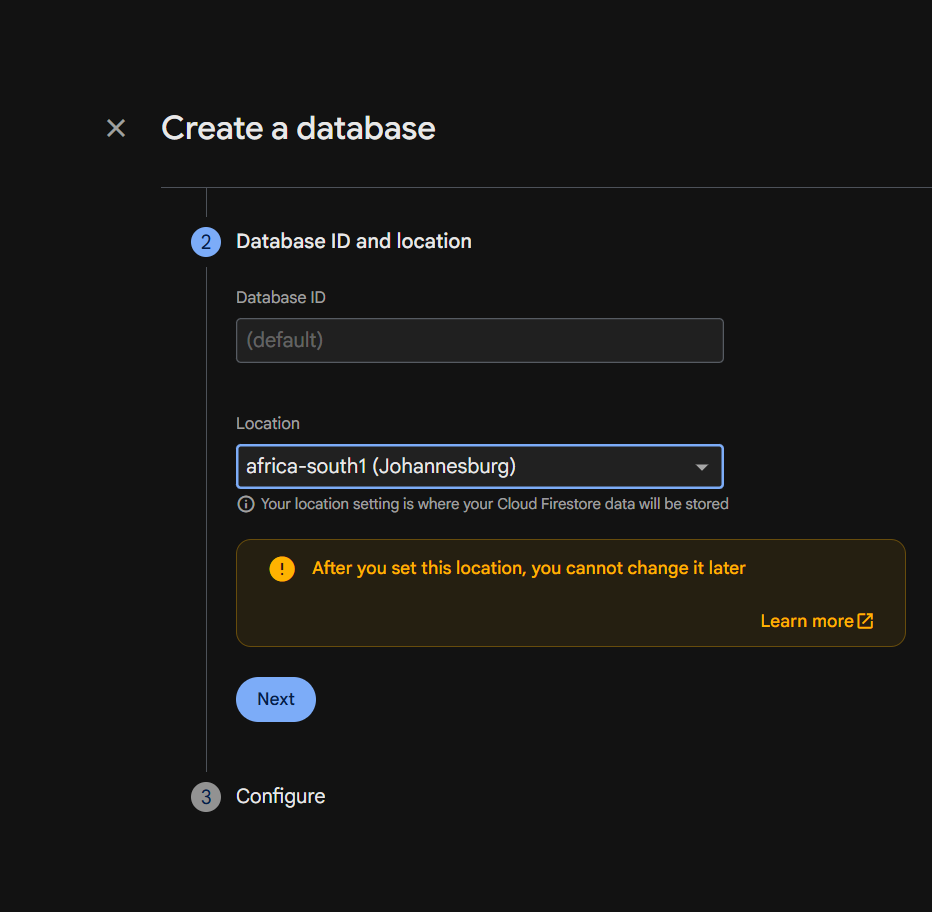 Create a database
2
Database ID and location
Database ID
(default)
Location
africa-south1 (Johannesburg)
Your location setting is where your Cloud Firestore data will be stored
After you set this location, you cannot change it later
Learn more
Next
3
Configure